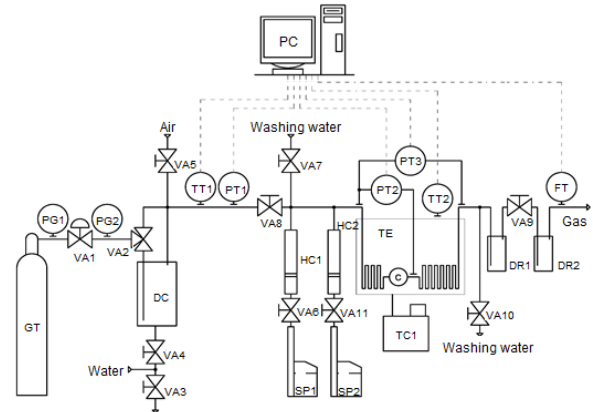 PC
Air
Washing water
VA5
VA7
TT1
PT1
PT2
PT3
TT2
FT
PG1
PG2
VA1
VA2
VA8
VA9
Gas
HC1
HC2
TE
C
DR1
DR2
GT
DC
VA6
VA11
VA10
TC1
Washing water
VA4
Water
VA3
SP1
SP2